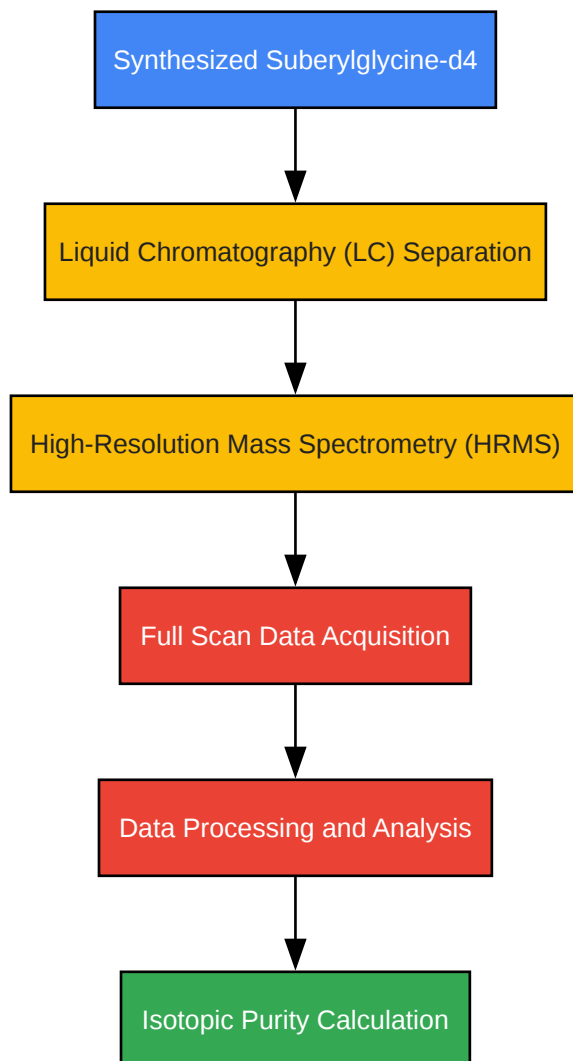 Synthesized Suberylglycine-d4
Liquid Chromatography (LC) Separation
High-Resolution Mass Spectrometry (HRMS)
Full Scan Data Acquisition
Data Processing and Analysis
Isotopic Purity Calculation